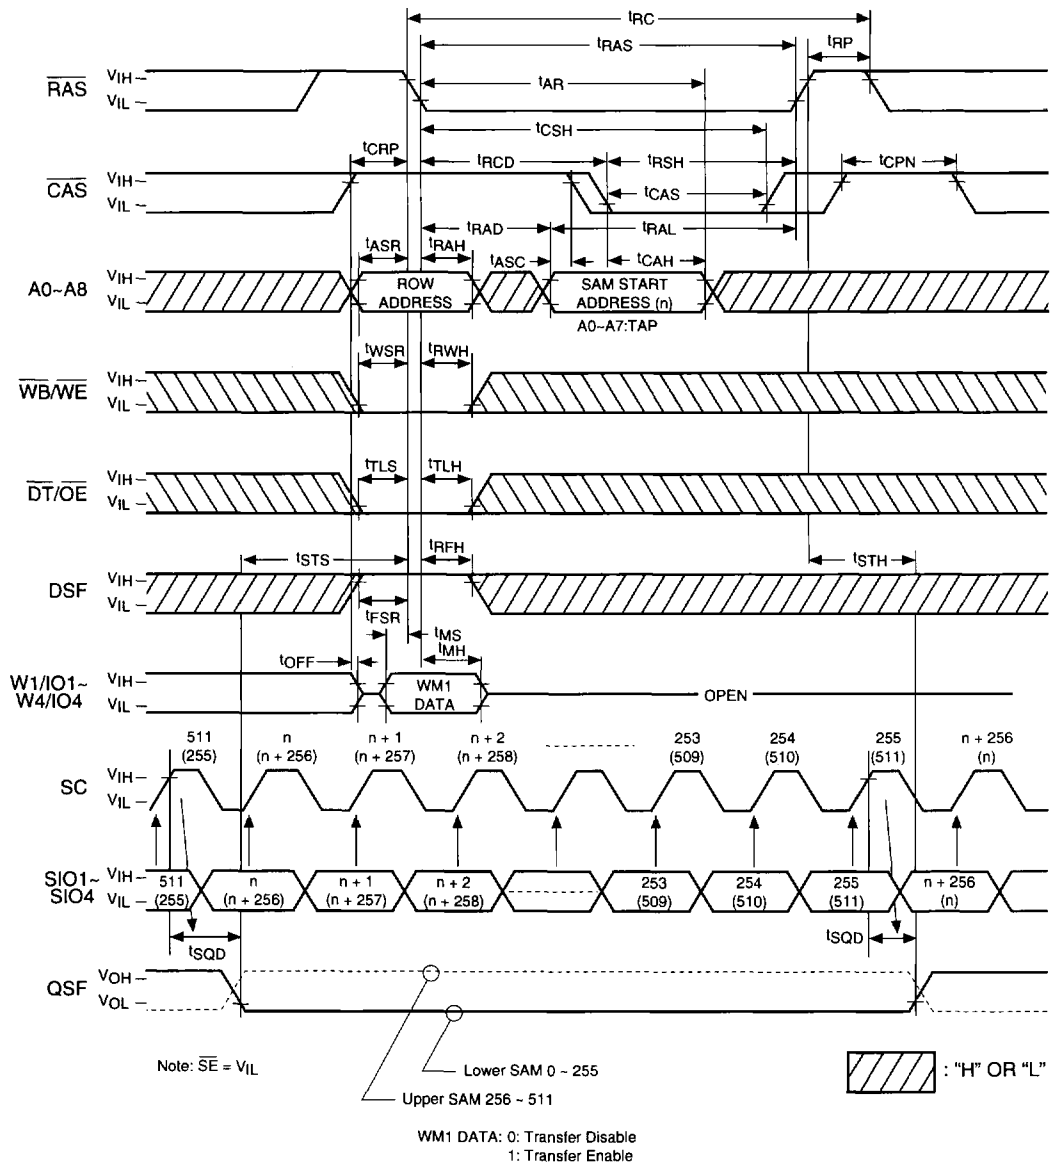 tRC
tRAS
tRP
RAS
VIH
VIL
tAR
tCSH
tCRP
tRCD
tRSH
tCPN
CAS
VIH
VIL
tCAS
tRAD
tRAL
tASR
tRAH
tASC
tCAH
A0~A8
VIH
VIL
ROW
ADDRESS
SAM START
ADDRESS (n)
A0~A7:TAP
tWSR
tRWH
WB/WE
VIH
VIL
tTLS
tTLH
DT/OE
VIH
VIL
tSTS
tRFH
tSTH
DSF
VIH
VIL
tFSR
tMS
tMH
tOFF
W1/IO1~
W4/IO4
VIH
VIL
WM1
DATA
OPEN
511
(255)
n
(n + 256)
n + 1
(n + 257)
n + 2
(n + 258)
253
(509)
254
(510)
255
(511)
n + 256
(n)
SC
VIH
VIL
SIO1~
SIO4
VIH
VIL
511
(255)
n
(n + 256)
n + 1
(n + 257)
n + 2
(n + 258)
253
(509)
254
(510)
255
(511)
n + 256
(n)
tSQD
tSQD
QSF
VOH
VOL
Note: SE = VIL
Lower SAM 0 ~ 255
Upper SAM 256 ~ 511
: "H" OR "L"
WM1 DATA: 0: Transfer Disable
1: Transfer Enable